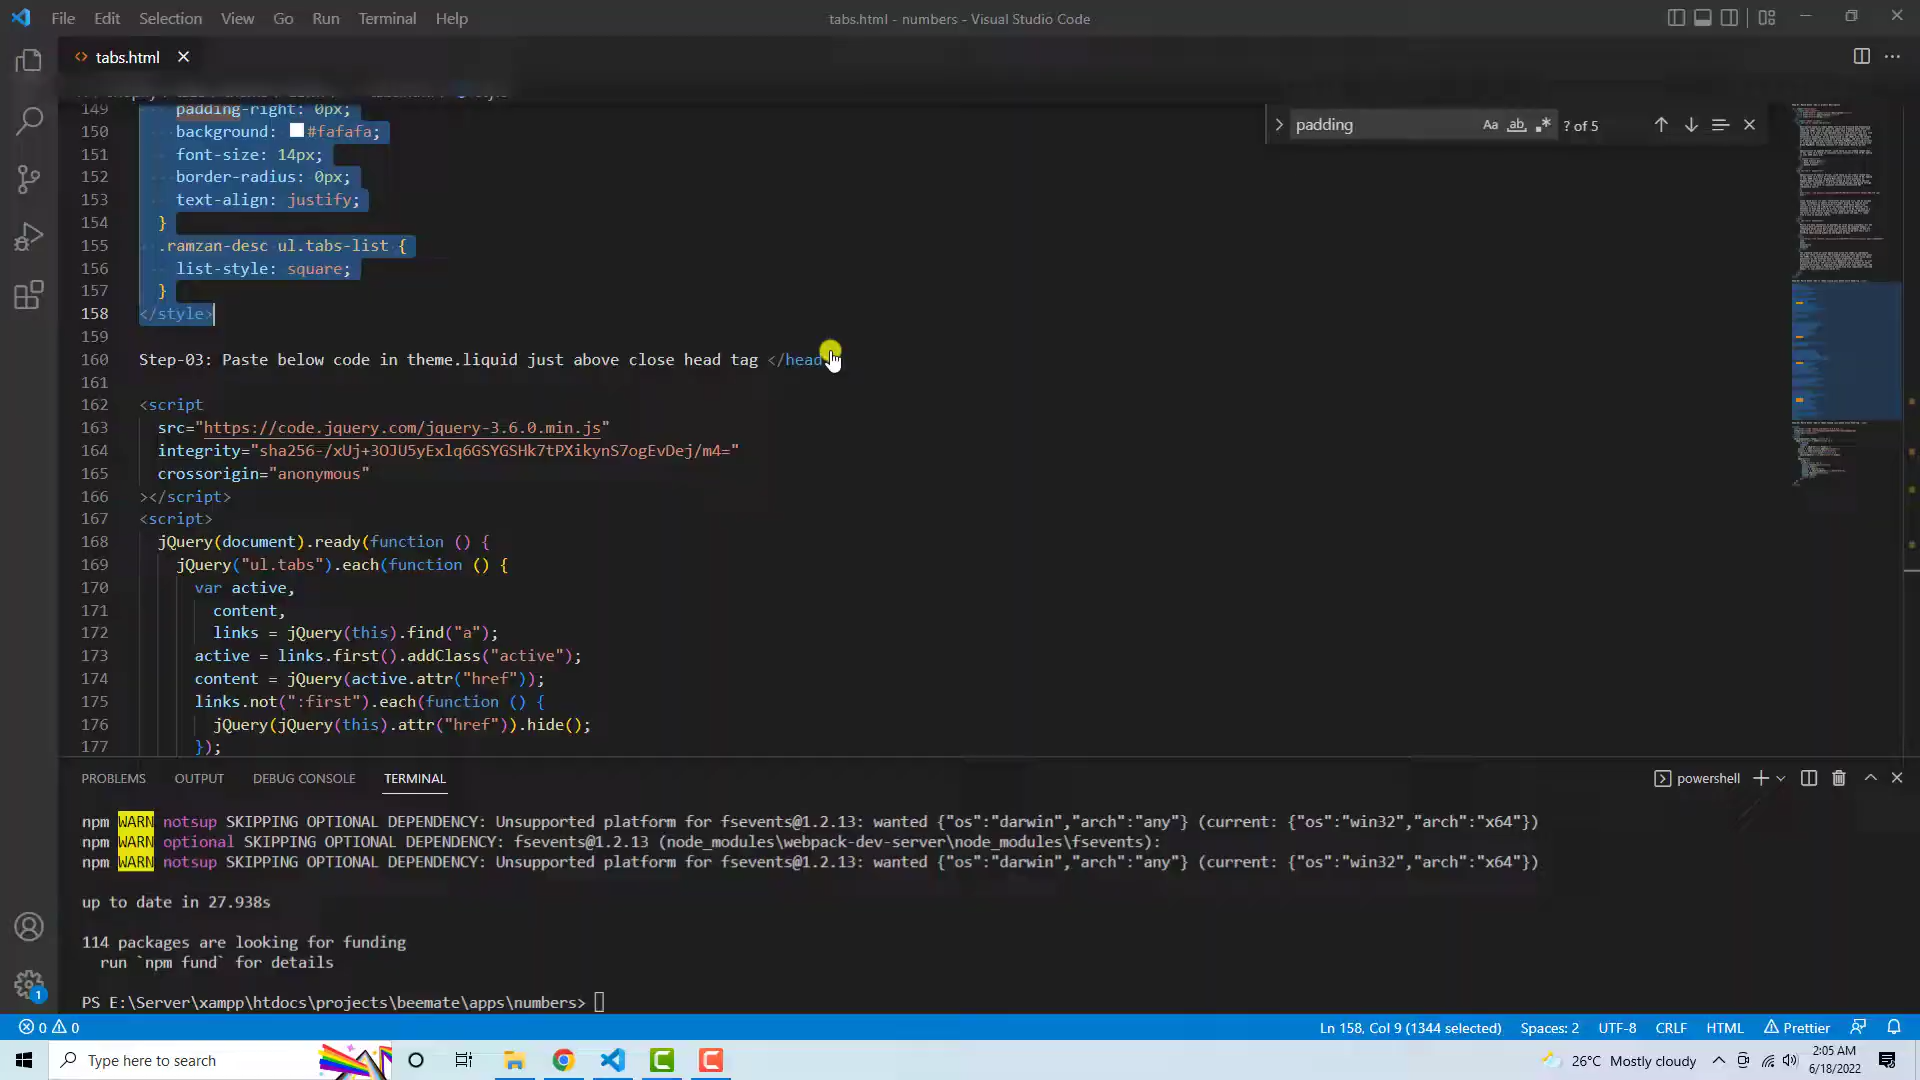 File Edit Selection View Go Run Terminal Help
tabs.html - numbers - Visual Studio Code
tabs.html
padding
Aa ab ? of 5
149 padding-right: 0px;
150 background: #fafafa;
151 font-size: 14px;
152 border-radius: 0px;
153 text-align: justify;
154 }
155 .ramzan-desc ul.tabs-list {
156 list-style: square;
157 }
158 </style>
159
160 Step-03: Paste below code in theme.liquid just above close head tag </head
161
162 <script
163 src="https://code.jquery.com/jquery-3.6.0.min.js"
164 integrity="sha256-/xUj+3OJU5yExlq6GSYGSHk7tPXikynS7ogEvDej/m4="
165 crossorigin="anonymous"
166 ></script>
167 <script>
168 jQuery(document).ready(function () {
169 jQuery("ul.tabs").each(function () {
170 var active,
171 content,
172 links = jQuery(this).find("a");
173 active = links.first().addClass("active");
174 content = jQuery(active.attr("href"));
175 links.not(":first").each(function () {
176 jQuery(jQuery(this).attr("href")).hide();
177 });
PROBLEMS OUTPUT DEBUG CONSOLE TERMINAL
powershell
npm WARN notsup SKIPPING OPTIONAL DEPENDENCY: Unsupported platform for fsevents@1.2.13: wanted {"os":"darwin","arch":"any"} (current: {"os":"win32","arch":"x64"})
npm WARN optional SKIPPING OPTIONAL DEPENDENCY: fsevents@1.2.13 (node_modules\webpack-dev-server\node_modules\fsevents):
npm WARN notsup SKIPPING OPTIONAL DEPENDENCY: Unsupported platform for fsevents@1.2.13: wanted {"os":"darwin","arch":"any"} (current: {"os":"win32","arch":"x64"})
up to date in 27.938s
114 packages are looking for funding
run `npm fund` for details
PS E:\Server\xampp\htdocs\projects\beemate\apps\numbers>
1
0 0
Ln 158, Col 9 (1344 selected) Spaces: 2 UTF-8 CRLF HTML Prettier
Type here to search
26°C Mostly cloudy
2:05 AM
6/18/2022